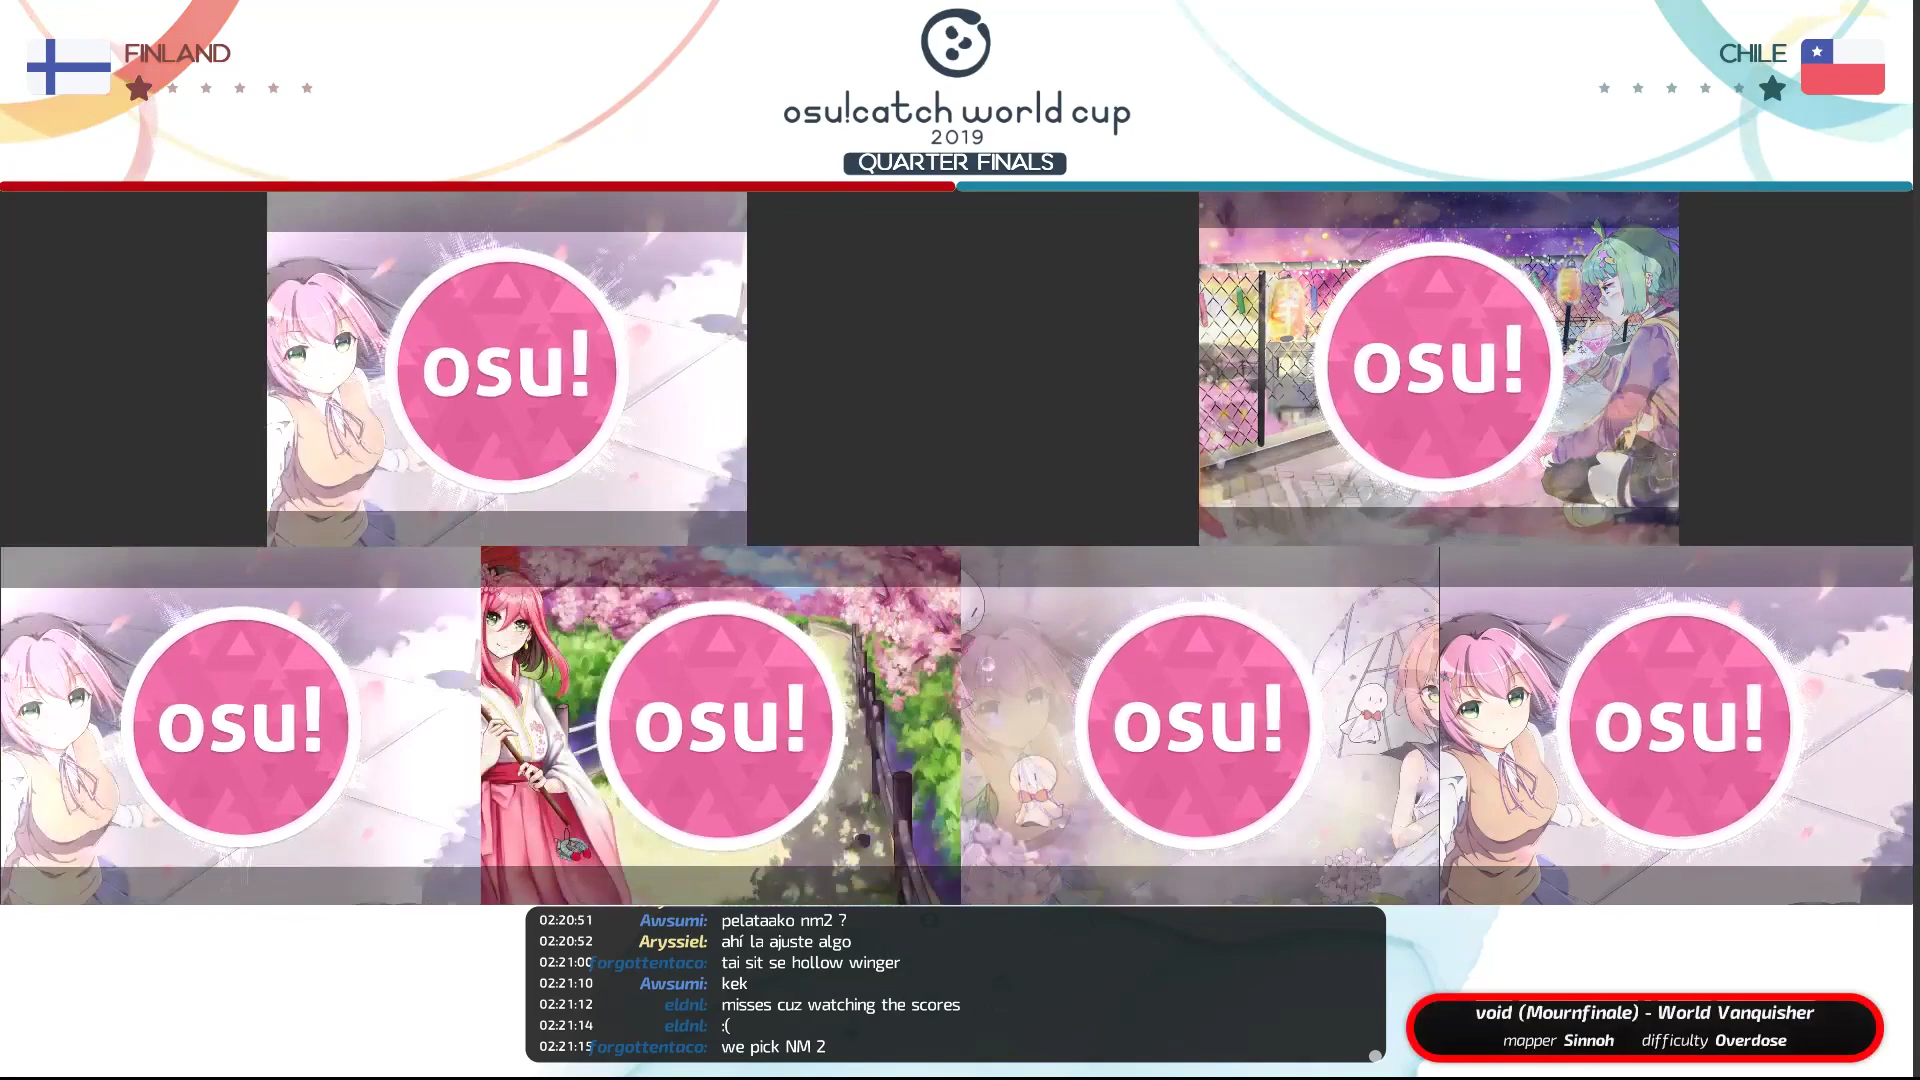 FINLAND
CHILE
osu!catch world cup
2019
QUARTER FINALS
osu!
osu!
osu!
osu!
osu!
osu!
02:20:51 Awsumi: pelataako nm2 ?
02:20:52 Aryssiel: ahí la ajuste algo
02:21:00 forgottentaco: tai sit se hollow winger
02:21:10 Awsumi: kek
02:21:12 eldnl: misses cuz watching the scores
02:21:14 eldnl: :(
02:21:15 forgottentaco: we pick NM 2
void (Mournfinale) - World Vanquisher
mapper Sinnoh difficulty Overdose